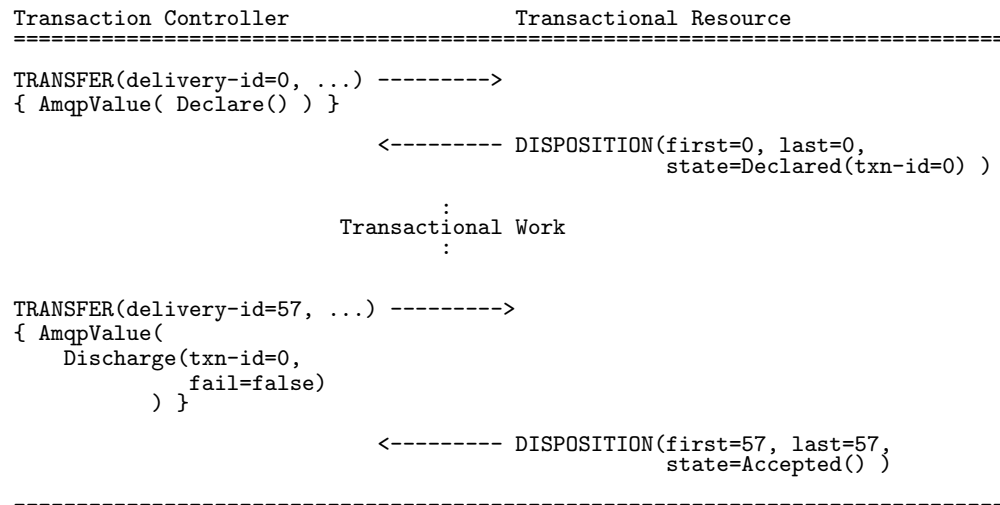 Transaction Controller                  Transactional Resource
================================================================================
TRANSFER(delivery-id=0, ...) --------->
{ AmqpValue( Declare() ) }
                             <--------- DISPOSITION(first=0, last=0,
                                                    state=Declared(txn-id=0) )
                                  :
                          Transactional Work
                                  :
TRANSFER(delivery-id=57, ...) --------->
{ AmqpValue(
    Discharge(txn-id=0,
              fail=false)
           ) }
                             <--------- DISPOSITION(first=57, last=57,
                                                    state=Accepted() )
--------------------------------------------------------------------------------